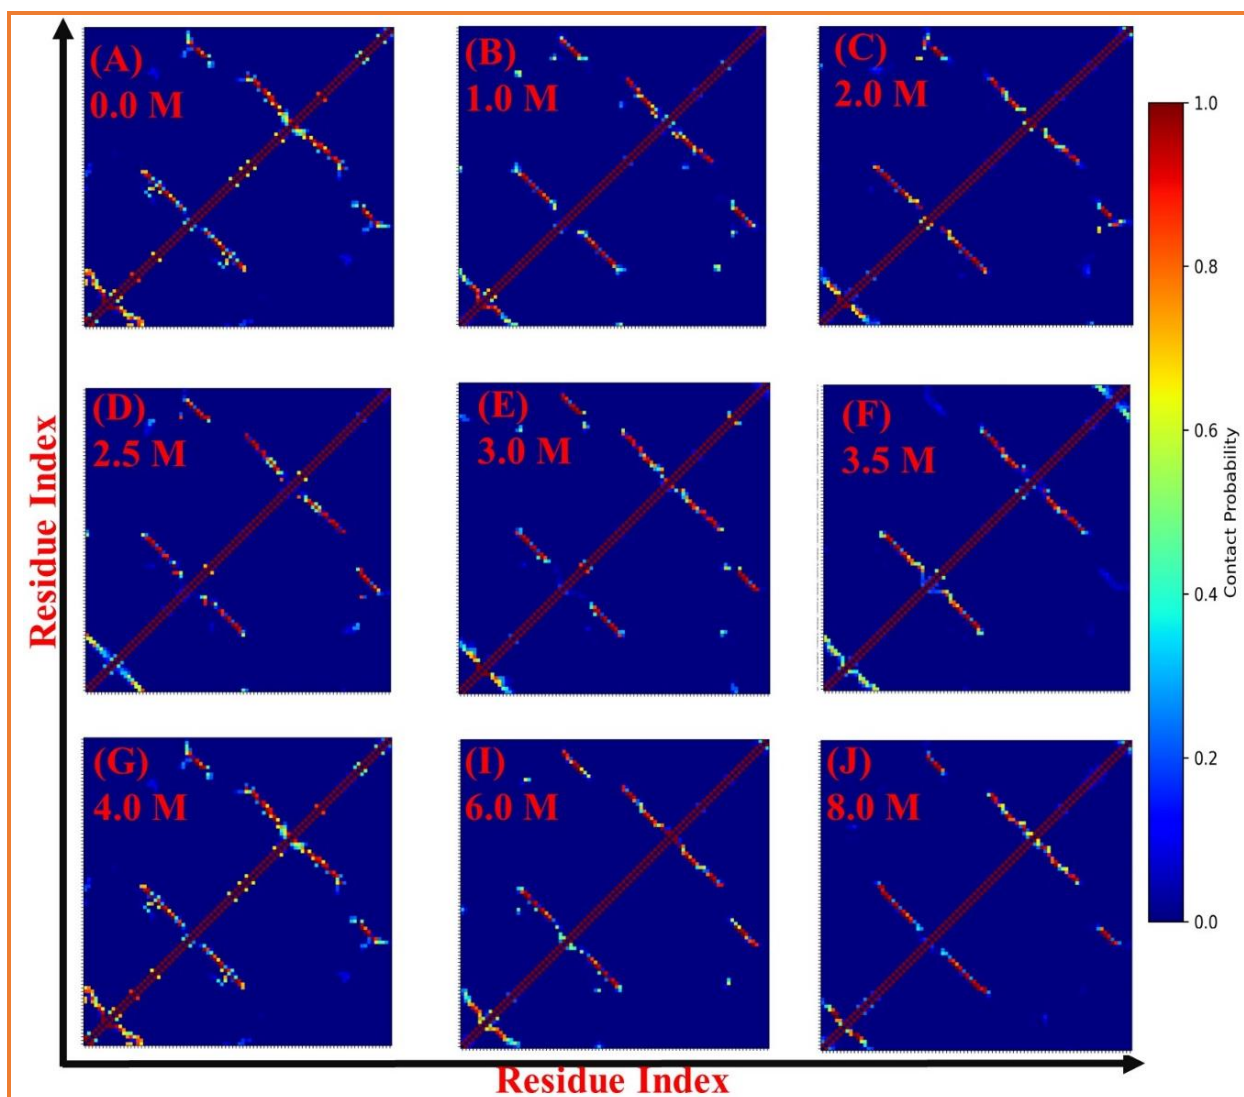 (A)
0.0 M
(B)
1.0 M
(C)
2.0 M
1.0
0.8
0.6
0.4
0.2
0.0
Contact Probability
(D)
2.5 M
(E)
3.0 M
(F)
3.5 M
Residue Index
(G)
4.0 M
(I)
6.0 M
(J)
8.0 M
Residue Index